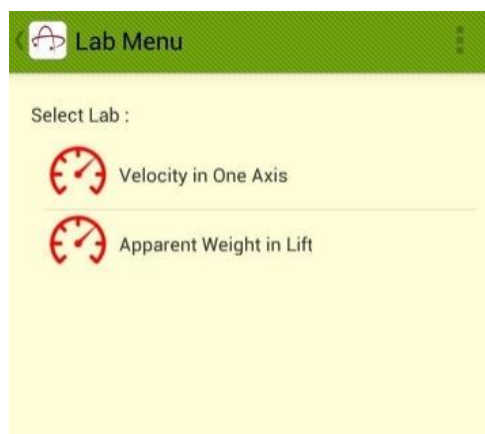 Lab Menu
Select Lab :
Velocity in One Axis
Apparent Weight in Lift